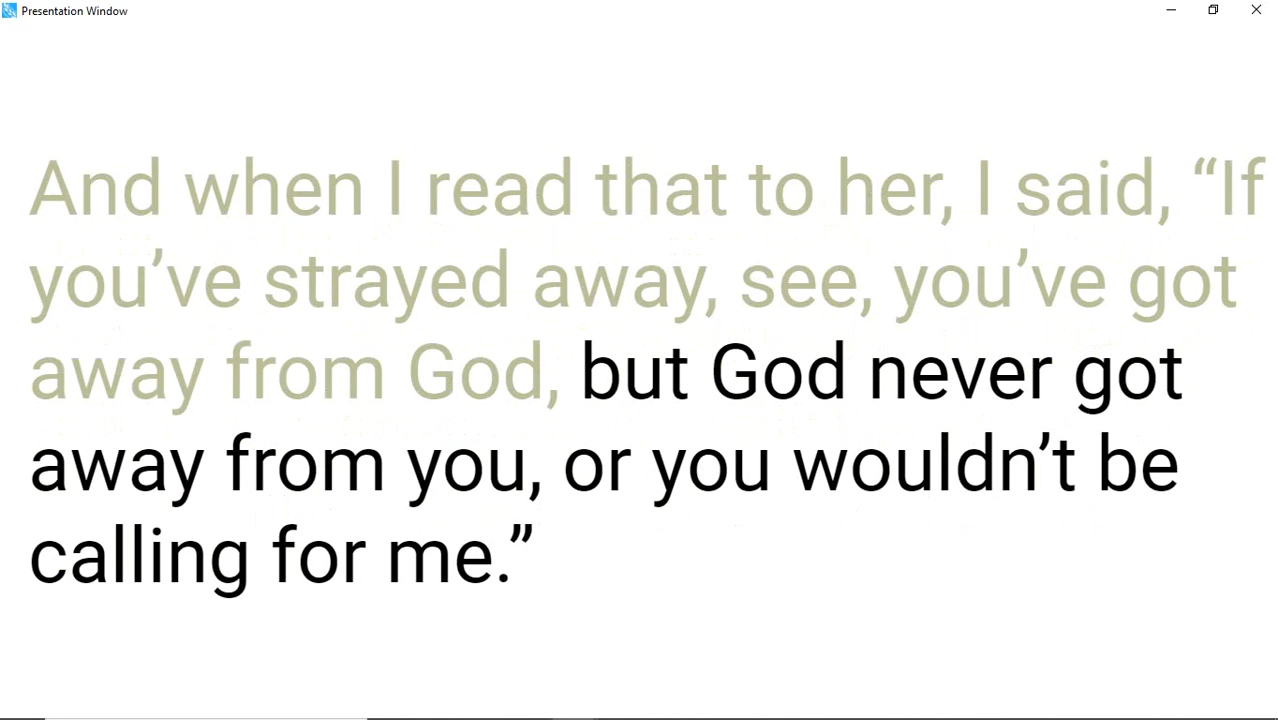 Presentation Window
And when I read that to her, I said, “If
you’ve strayed away, see, you’ve got
away from God, but God never got
away from you, or you wouldn’t be
calling for me.”